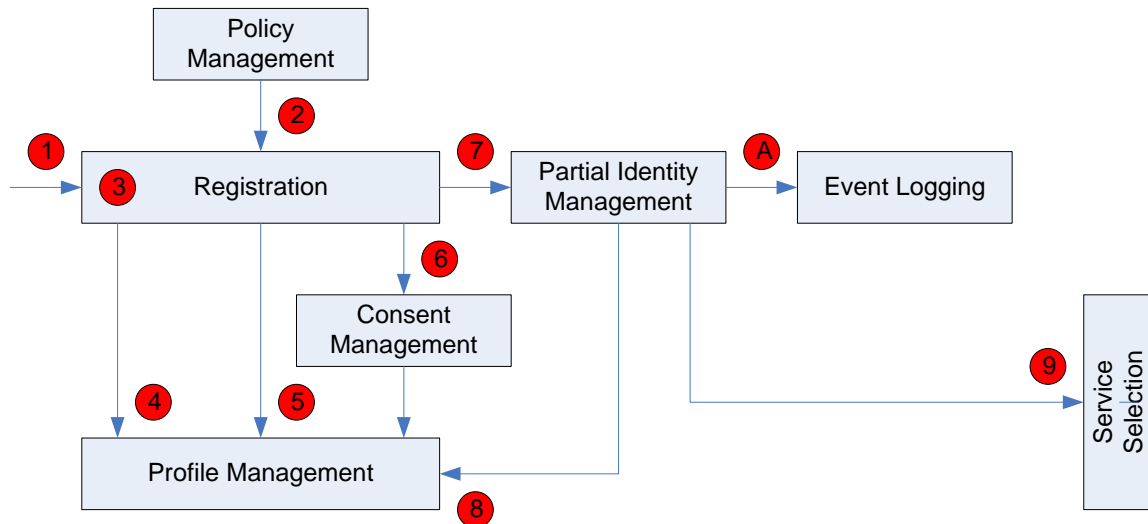 Policy
Management
2
1
3
Registration
7
Partial Identity
Management
A
Event Logging
6
Consent
Management
4
5
9
Service
Selection
Profile Management
8